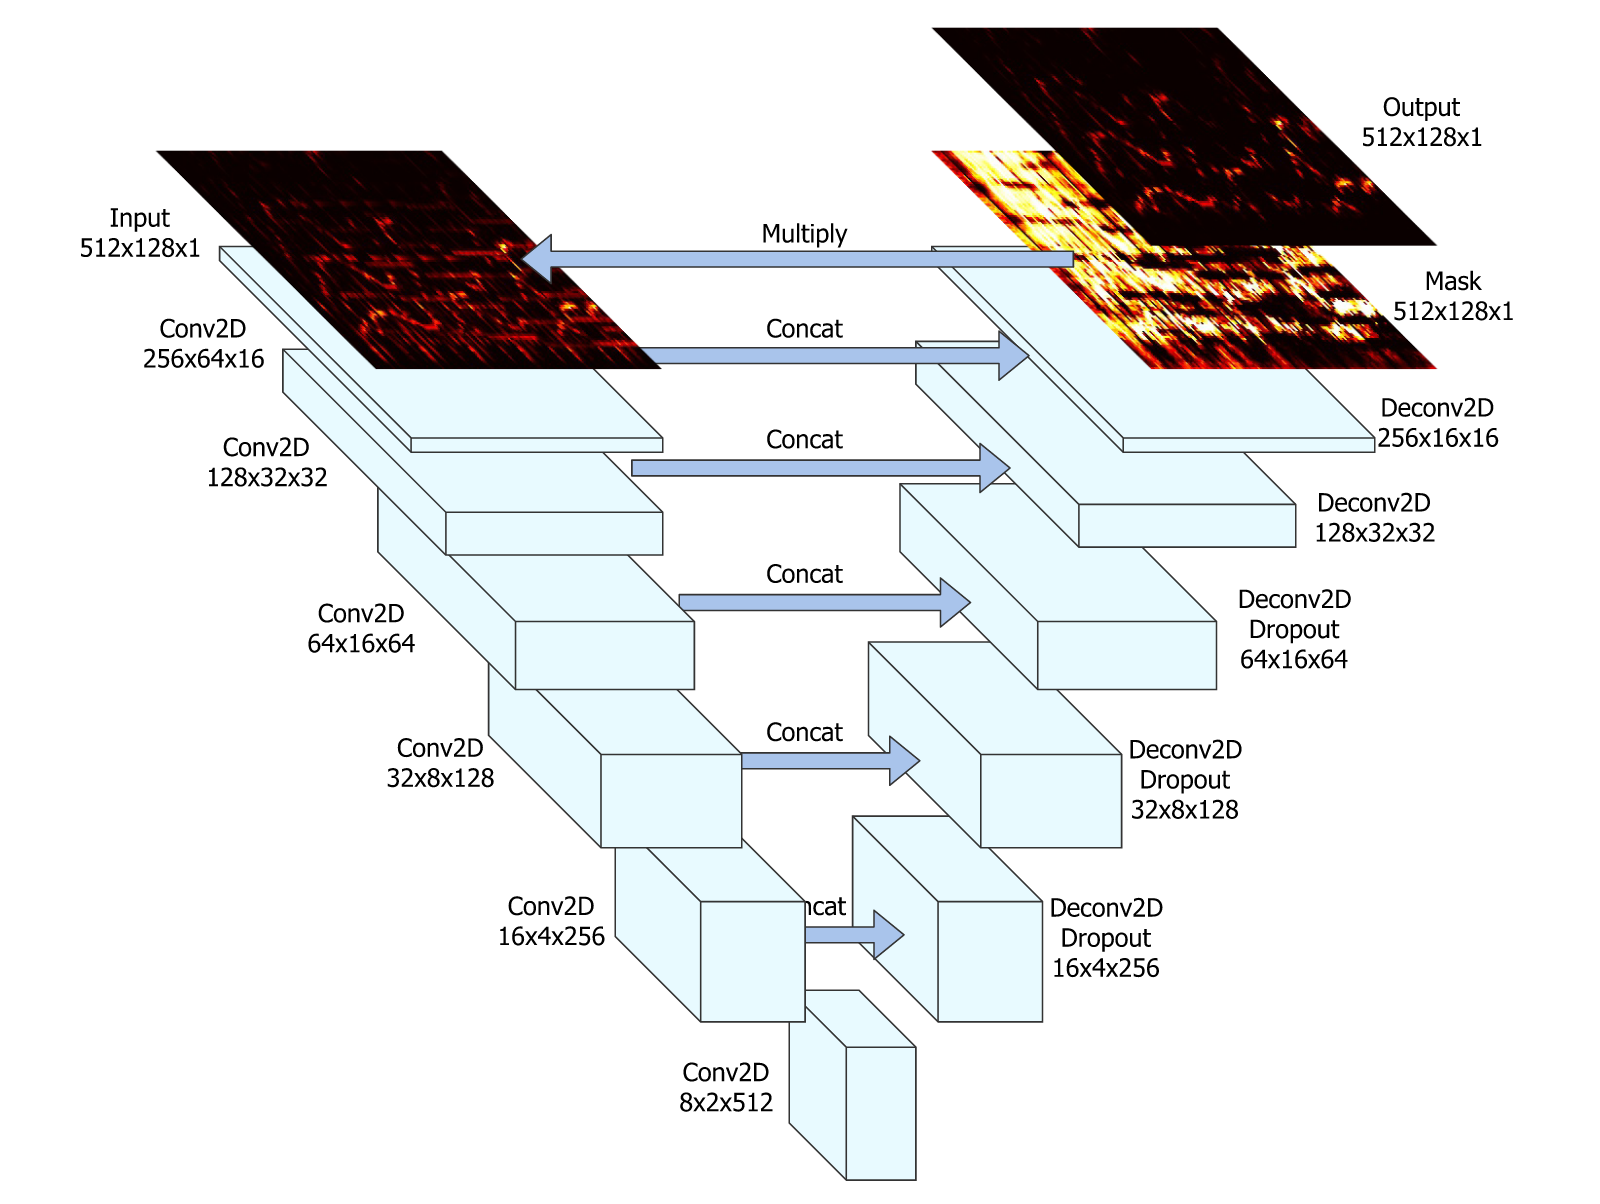 Output
512x128x1
Input
512x128x1
Multiply
Mask
512x128x1
Conv2D
256x64x16
Concat
Deconv2D
256x16x16
Conv2D
128x32x32
Concat
Deconv2D
128x32x32
Conv2D
64x16x64
Concat
Deconv2D
Dropout
64x16x64
Conv2D
32x8x128
Concat
Deconv2D
Dropout
32x8x128
Conv2D
16x4x256
ncat
Deconv2D
Dropout
16x4x256
Conv2D
8x2x512